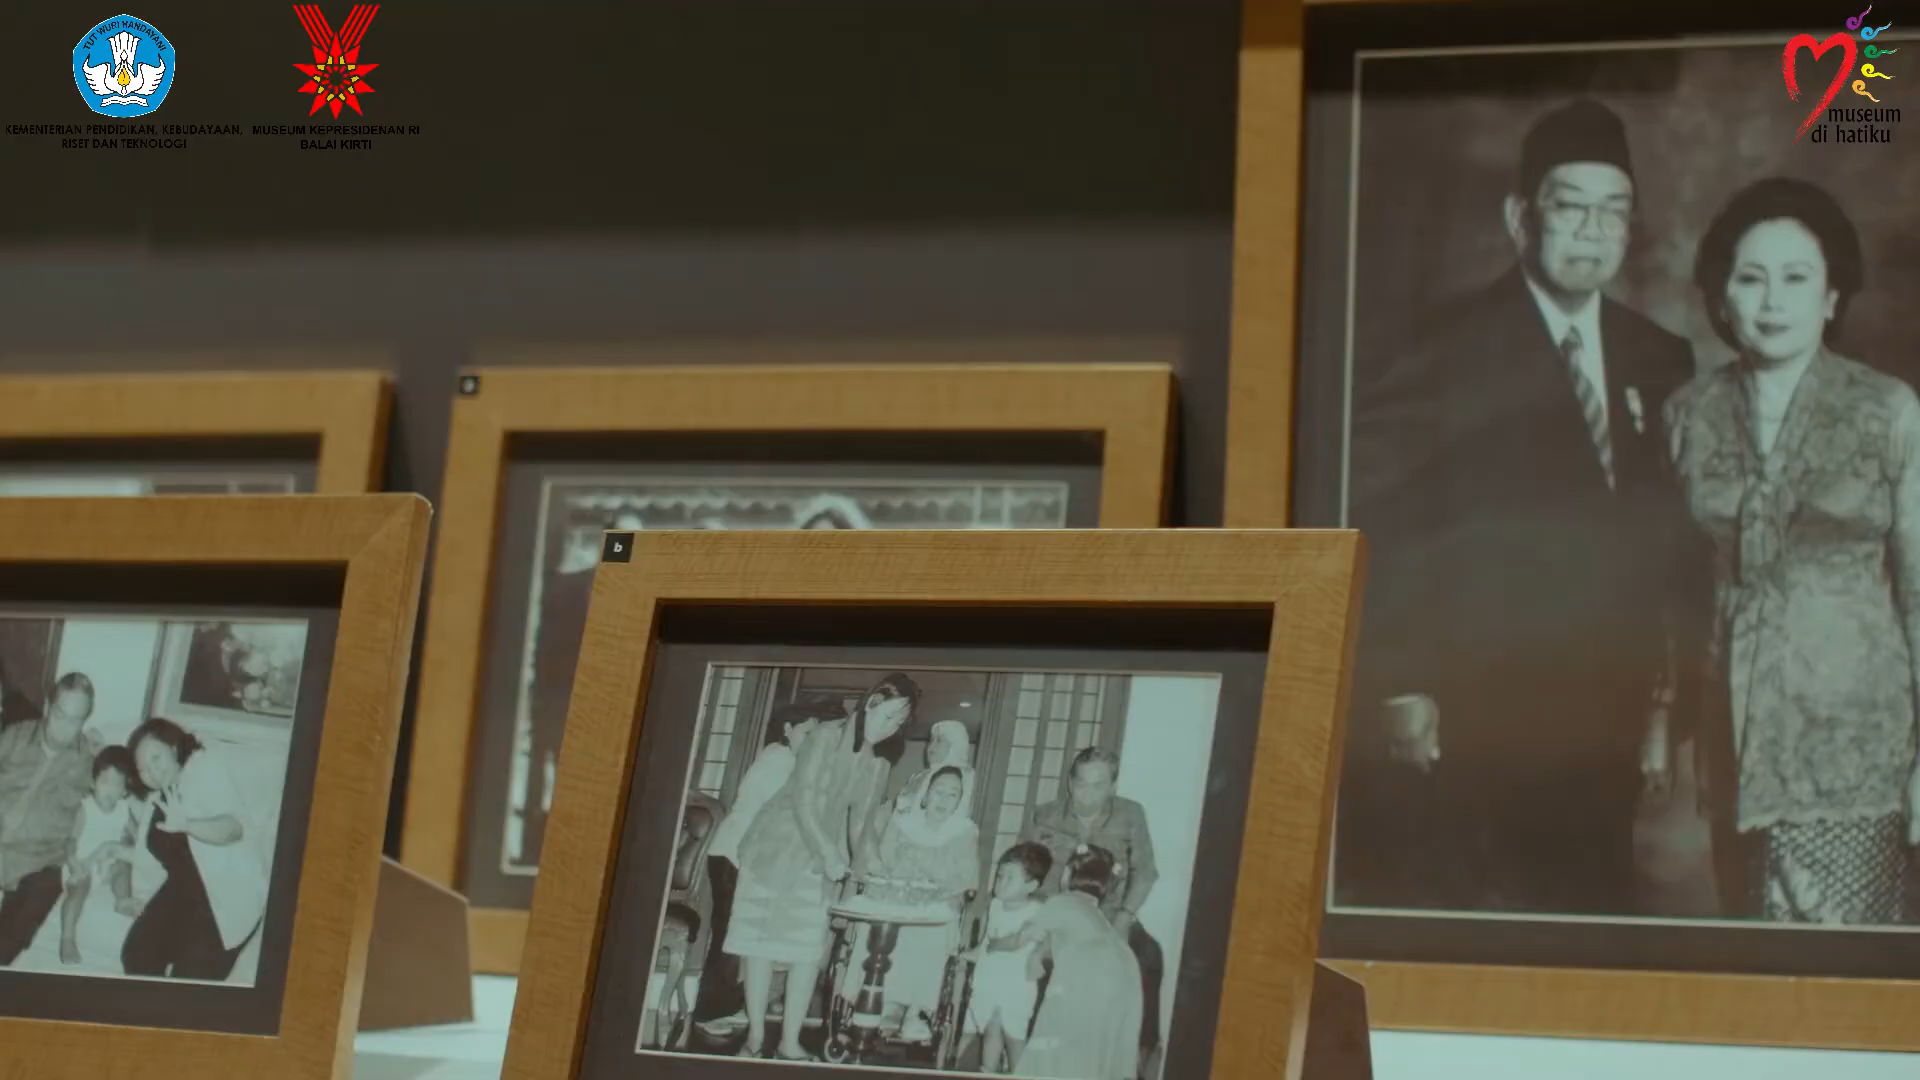 TUT WURI HANDAYANI
KEMENTERIAN PENDIDIKAN, KEBUDAYAAN,
RISET DAN TEKNOLOGI
MUSEUM KEPRESIDENAN RI
BALAI KIRTI
museum
di hatiku
b